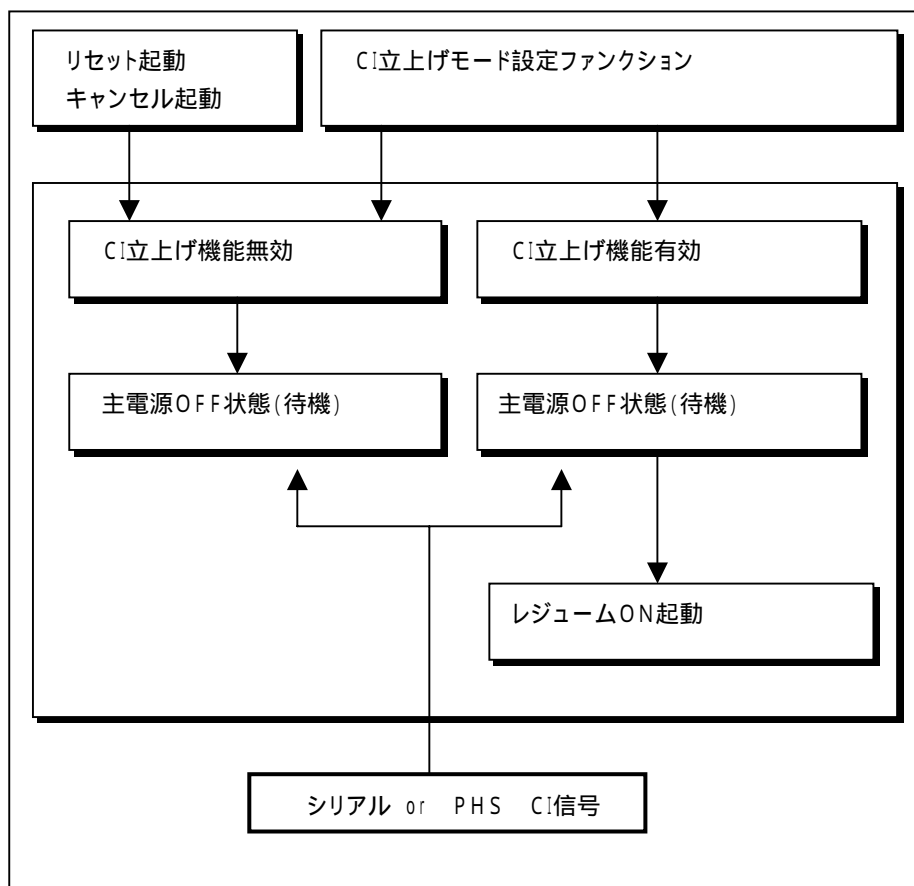 リセット起動
キャンセル起動
CI立上げモード設定ファンクション
CI立上げ機能無効
CI立上げ機能有効
主電源OFF状態(待機)
主電源OFF状態(待機)
レジュームON起動
シリアル or PHS CI信号